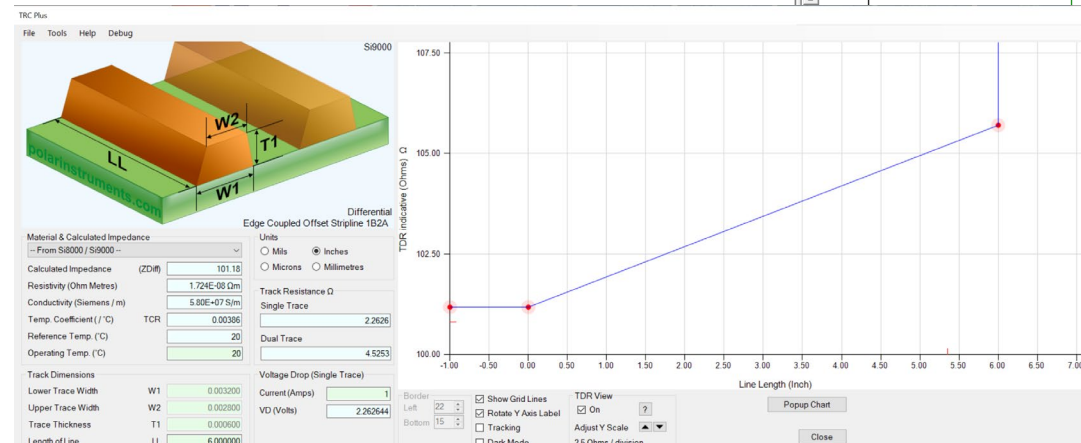 TRC Plus
File Tools Help Debug
Si9000
W2
T1
LL
W1
polarinstruments.com
Differential
Edge Coupled Offset Stripline 1B2A
Material & Calculated Impedance
-- From Si8000 / Si9000 --
Calculated Impedance (ZDiff) 101.18
Resistivity (Ohm Metres) 1.724E-08 Ωm
Conductivity (Siemens / m) 5.80E+07 S/m
Temp. Coefficient ( / °C) TCR 0.00386
Reference Temp. (°C) 20
Operating Temp. (°C) 20
Track Dimensions
Lower Trace Width W1 0.003200
Upper Trace Width W2 0.002800
Trace Thickness T1 0.000600
Length of Line LL 6.000000
Units
Mils Inches
Microns Millimetres
Track Resistance Ω
Single Trace
2.2626
Dual Trace
4.5253
Voltage Drop (Single Trace)
Current (Amps) 1
VD (Volts) 2.262644
TDR indicative (Ohms) Ω
107.50
105.00
102.50
100.00
-1.00 -0.50 0.00 0.50 1.00 1.50 2.00 2.50 3.00 3.50 4.00 4.50 5.00 5.50 6.00 6.50 7.00
Line Length (Inch)
Border
Left 22
Bottom 15
Show Grid Lines
Rotate Y Axis Label
Tracking
Dark Mode
TDR View
On ?
Adjust Y Scale
2.5 Ohms / division
Popup Chart
Close